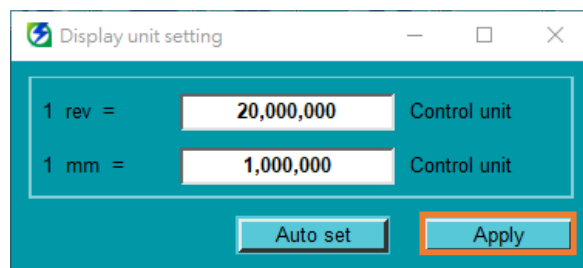 Display unit setting
1 rev = 20,000,000 Control unit
1 mm = 1,000,000 Control unit
Auto set Apply